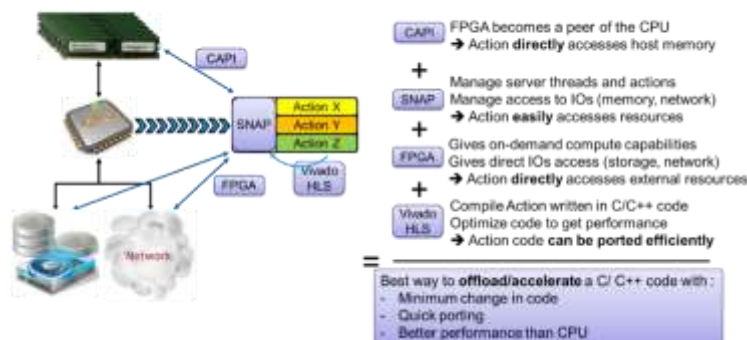 CAPI
SNAP
Action X
Action Y
Action Z
FPGA
Vivado
HLS
Network
CAPI
FPGA becomes a peer of the CPU
➔ Action directly accesses host memory
+
SNAP
Manage server threads and actions
Manage access to IOs (memory, network)
➔ Action easily accesses resources
+
FPGA
Gives on-demand compute capabilities
Gives direct IOs access (storage, network)
➔ Action directly accesses external resources
+
Vivado
HLS
Compile Action written in C/C++ code
Optimize code to get performance
➔ Action code can be ported efficiently
=
Best way to offload/accelerate a C/ C++ code with :
- Minimum change in code
- Quick porting
- Better performance than CPU